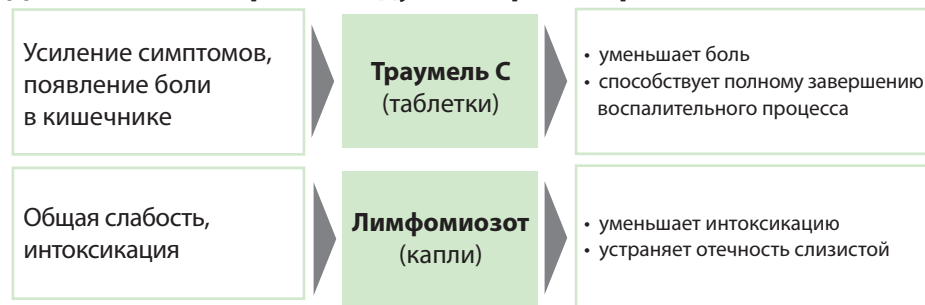 Усиление симптомов,
появление боли
в кишечнике
Траумель С
(таблетки)
• уменьшает боль
• способствует полному завершению
воспалительного процесса
Общая слабость,
интоксикация
Лимфомиозот
(капли)
• уменьшает интоксикацию
• устраняет отечность слизистой